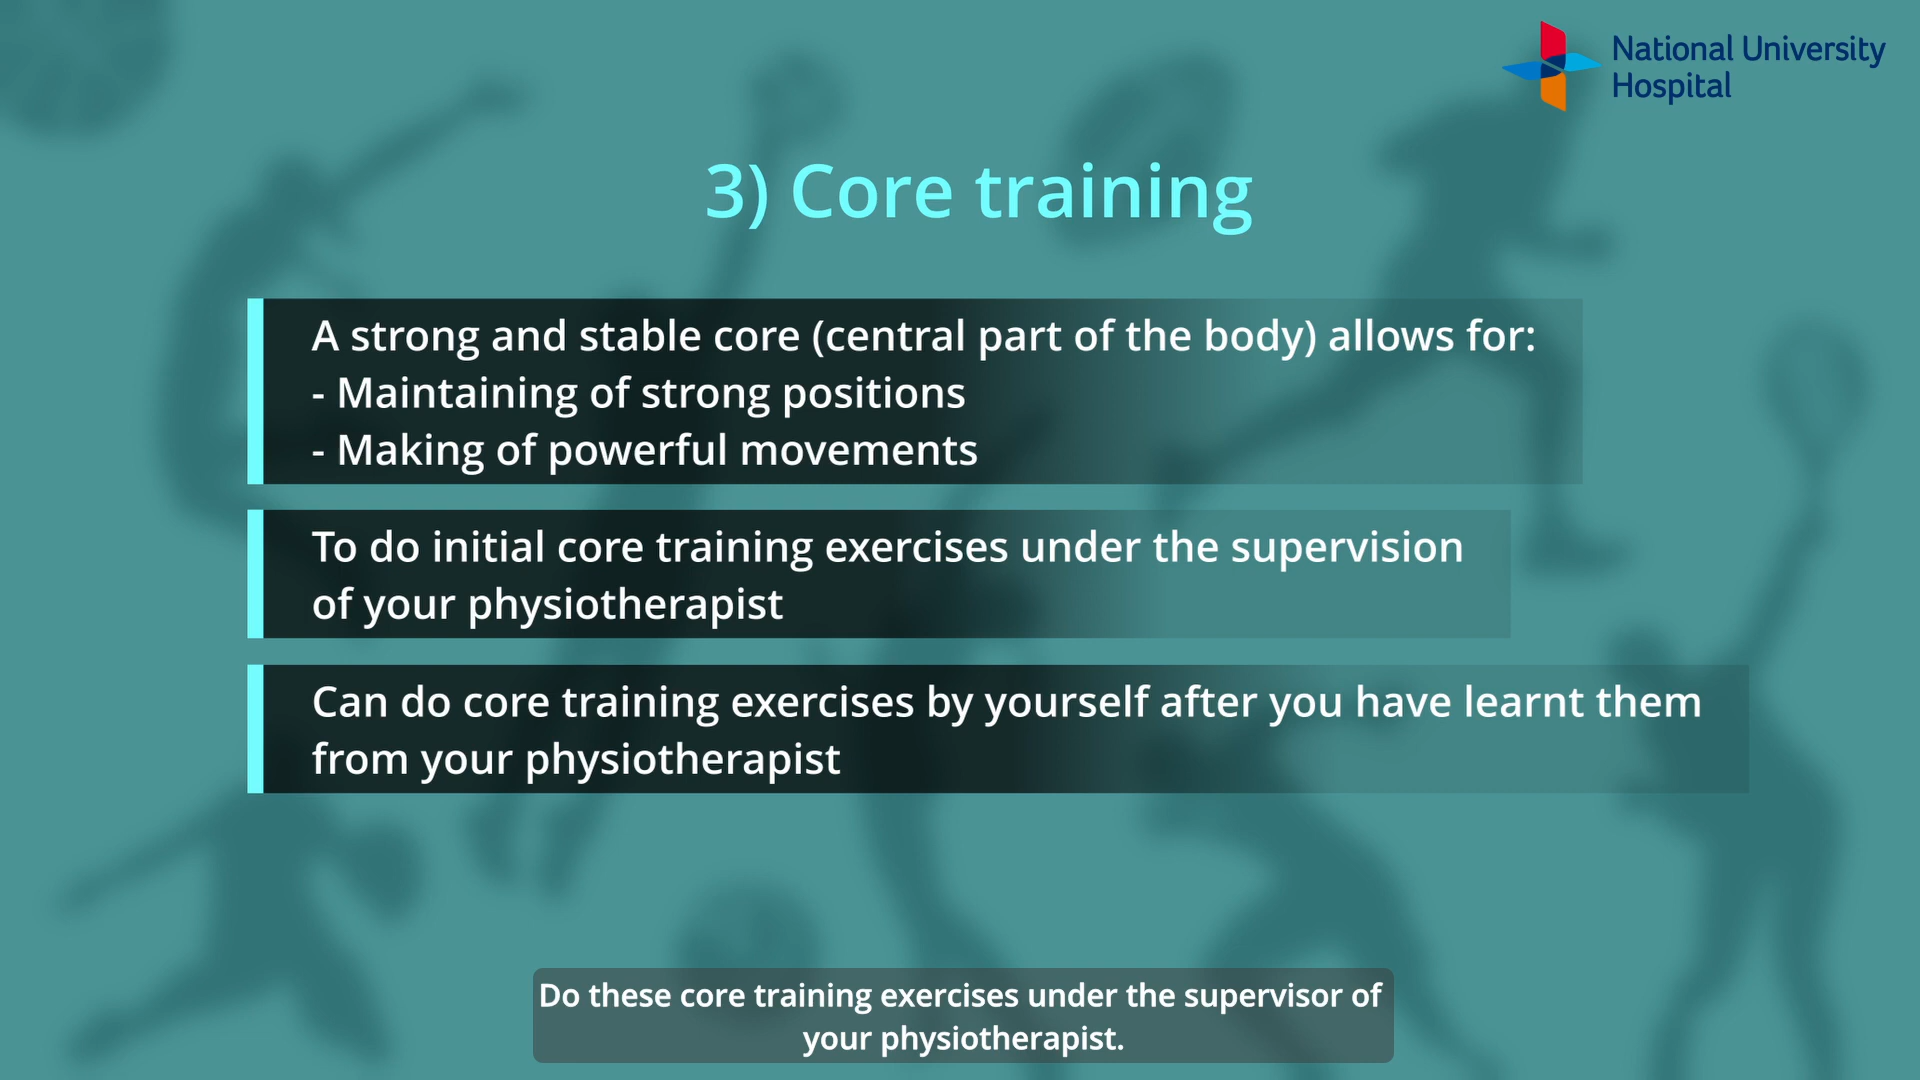 National University
Hospital
3) Core training
A strong and stable core (central part of the body) allows for:
- Maintaining of strong positions
- Making of powerful movements
To do initial core training exercises under the supervision
of your physiotherapist
Can do core training exercises by yourself after you have learnt them
from your physiotherapist
Do these core training exercises under the supervisor of
your physiotherapist.